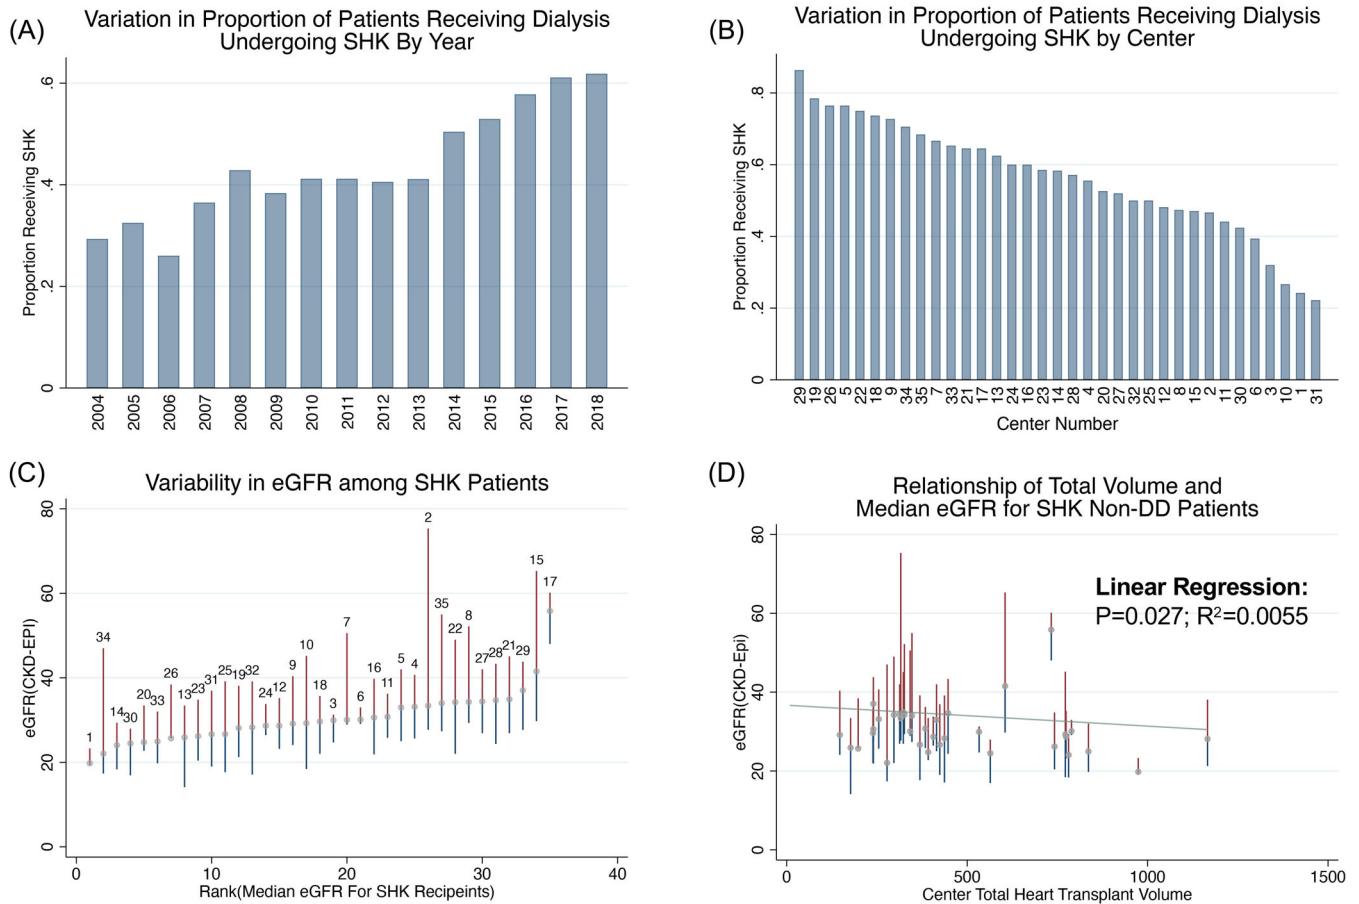 (A)
Variation in Proportion of Patients Receiving Dialysis
Undergoing SHK By Year
Proportion Receiving SHK
.6
.4
.2
0
2004 2005 2006 2007 2008 2009 2010 2011 2012 2013 2014 2015 2016 2017 2018
(B)
Variation in Proportion of Patients Receiving Dialysis
Undergoing SHK by Center
Proportion Receiving SHK
.8
.6
.4
.2
0
29 19 26 5 22 18 9 34 35 7 33 21 17 13 24 16 23 14 28 4 20 27 32 25 12 8 15 2 11 30 6 3 10 1 31
Center Number
(C)
Variability in eGFR among SHK Patients
eGFR(CKD-EPI)
80
60
40
20
0
1 34 14 30 20 33 26 13 23 31 25 19 32 24 12 9 10 18 3 7 6 16 11 5 4 2 35 22 8 27 28 21 29 15 17
0 10 20 30 40
Rank(Median eGFR For SHK Recipeints)
(D)
Relationship of Total Volume and
Median eGFR for SHK Non-DD Patients
eGFR(CKD-Epi)
80
60
40
20
0
Linear Regression:
P=0.027; R²=0.0055
0 500 1000 1500
Center Total Heart Transplant Volume